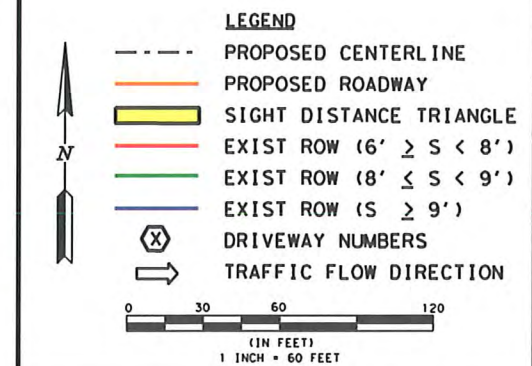 LEGEND
PROPOSED CENTERLINE
PROPOSED ROADWAY
SIGHT DISTANCE TRIANGLE
N
EXIST ROW (6' ≥ S < 8')
EXIST ROW (8' ≤ S < 9')
EXIST ROW (S ≥ 9')
X DRIVEWAY NUMBERS
TRAFFIC FLOW DIRECTION
0 30 60 120
(IN FEET)
1 INCH = 60 FEET